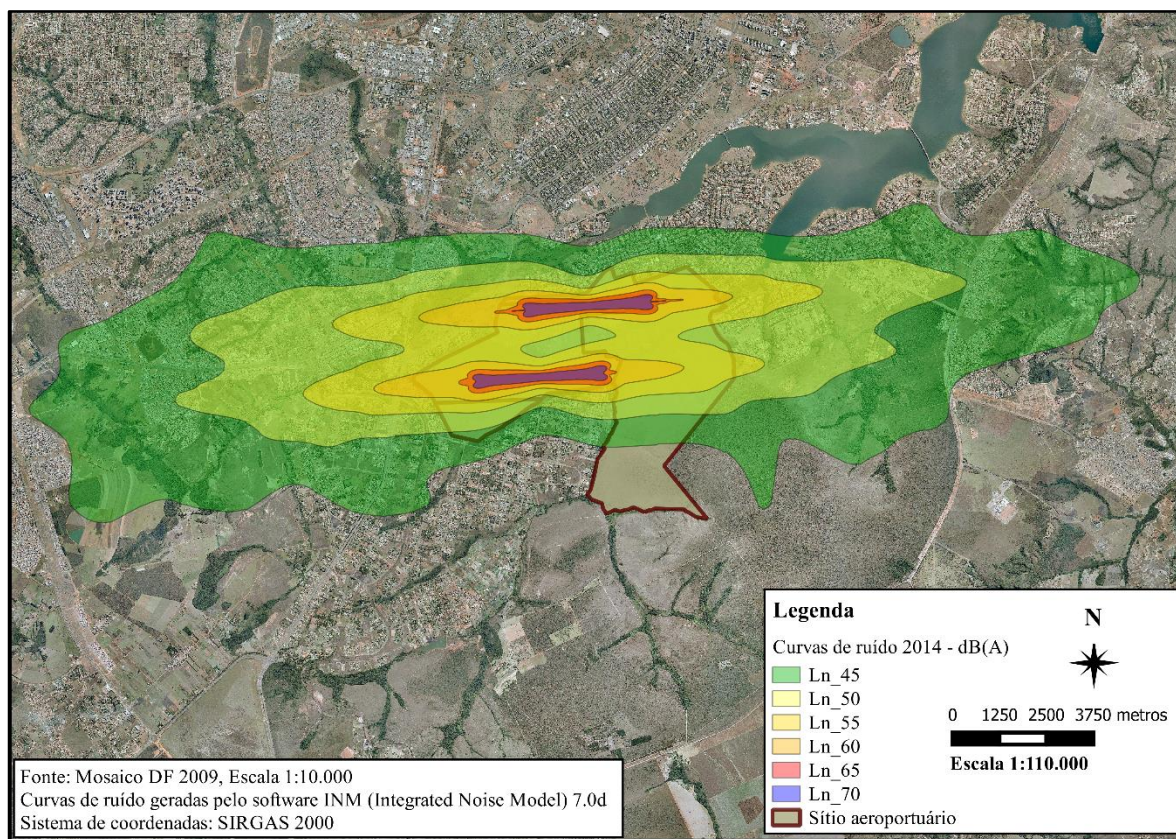 Legenda
N
Curvas de ruído 2014 - dB(A)
Ln_45
Ln_50
Ln_55
Ln_60
Ln_65
Ln_70
Sítio aeroportuário
0 1250 2500 3750 metros
Escala 1:110.000
Fonte: Mosaico DF 2009, Escala 1:10.000
Curvas de ruído geradas pelo software INM (Integrated Noise Model) 7.0d
Sistema de coordenadas: SIRGAS 2000